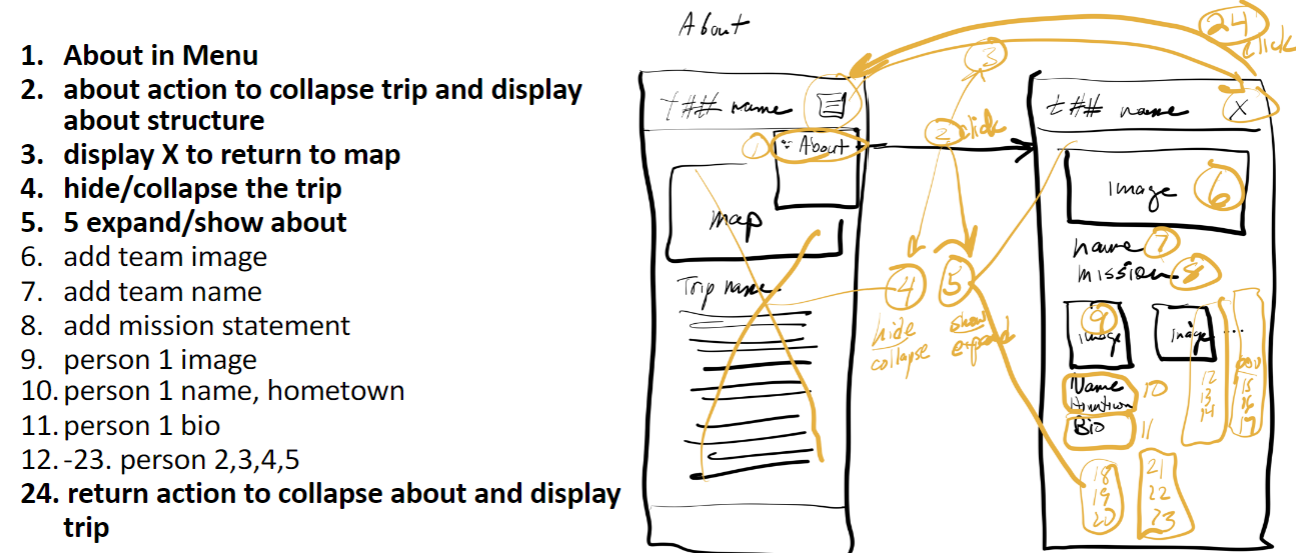 1. About in Menu
2. about action to collapse trip and display
about structure
3. display X to return to map
4. hide/collapse the trip
5. 5 expand/show about
6. add team image
7. add team name
8. add mission statement
9. person 1 image
10. person 1 name, hometown
11. person 1 bio
12. -23. person 2,3,4,5
24. return action to collapse about and display
trip
About
24
click
3
t## name
t## name
X
2 click
1
About
map
Image
6
name 7
mission 8
Trip name
4
5
hide
collapse
show
expand
9
image
Image
...
12
13
14
15
16
17
Name
10
Bio
11
18
19
20
21
22
23